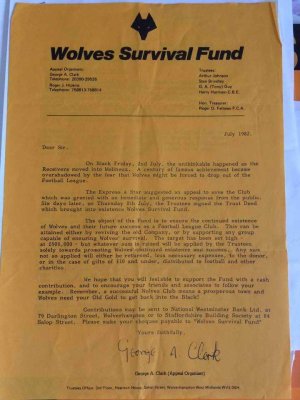 Wolves Survival Fund
Appeal Organisers:
George A. Clark
Roger J. Hipkiss
Trustees:
Arthur Johnson
G. A. (Tony) Guy
Harry Harman C.B.E.
Hon. Treasurer
Roger G. Fellows F.C.A.
July 1982.
Dear Sir,
On Black Friday, 2nd July, the unthinkable happened as the
Receivers moved into Molineux. A century of famous achievement became
overshadowed by the fear that Wolves might be forced to drop out of the
Football League.
The Express & Star suggested an appeal to save the Club
which was greeted with an immediate and generous response from the public.
Six days later, on Thursday 8th July, the Trustees signed the Trust Deed
which brought into existence Wolves Survival Fund.
The object of the fund is to ensure the continued existence
of Wolves and their future success as a Football League Club. This can be
attained either by reviving the old Company, or by supporting any group
capable of ensuring Wolves' survival. The initial target has been set
at £500,000 - but whatever sum is raised will be applied by the Trustees
solely towards promoting Wolves continued existence and success. Any sums
not so applied will either be returned, less necessary expenses, to the donor,
or in the case of gifts of £10 and under, distributed to football and other
charities.
We hope that you will feel able to support the Fund with a cash
contribution, and to encourage your friends and associates to follow your
example. Remember, a successful Wolves Club means a prosperous town and
Wolves need your Old Gold to get back into the Black!
Contributions may be sent to National Westminster Bank Ltd. at
79 Darlington Street, Wolverhampton or to Staffordshire Building Society at 84
Salop Street. Please make your cheques payable to "Wolves Survival Fund"
Yours faithfully,
George A. Clark
George A. Clark (Appeal Organiser)